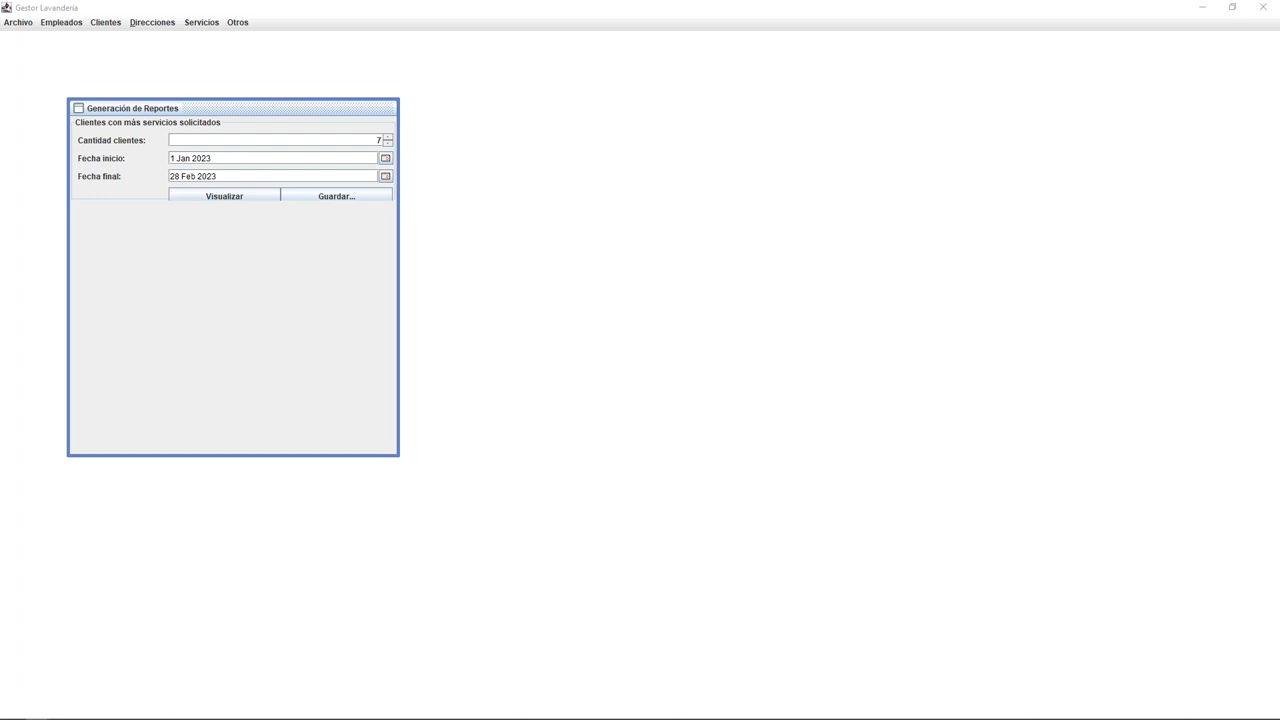 Gestor Lavandería
Archivo Empleados Clientes Direcciones Servicios Otros
Generación de Reportes
Clientes con más servicios solicitados
Cantidad clientes: 7
Fecha inicio: 1 Jan 2023
Fecha final: 28 Feb 2023
Visualizar Guardar...